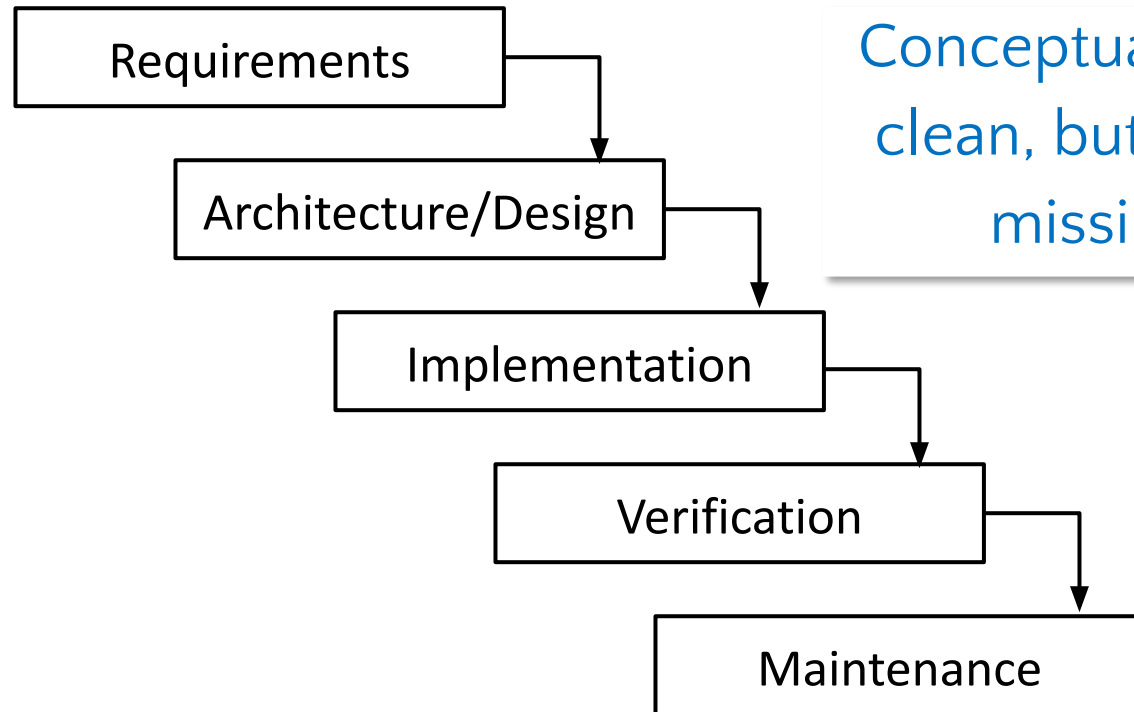 Requirements
Conceptua
clean, but
missi
Architecture/Design
Implementation
Verification
Maintenance